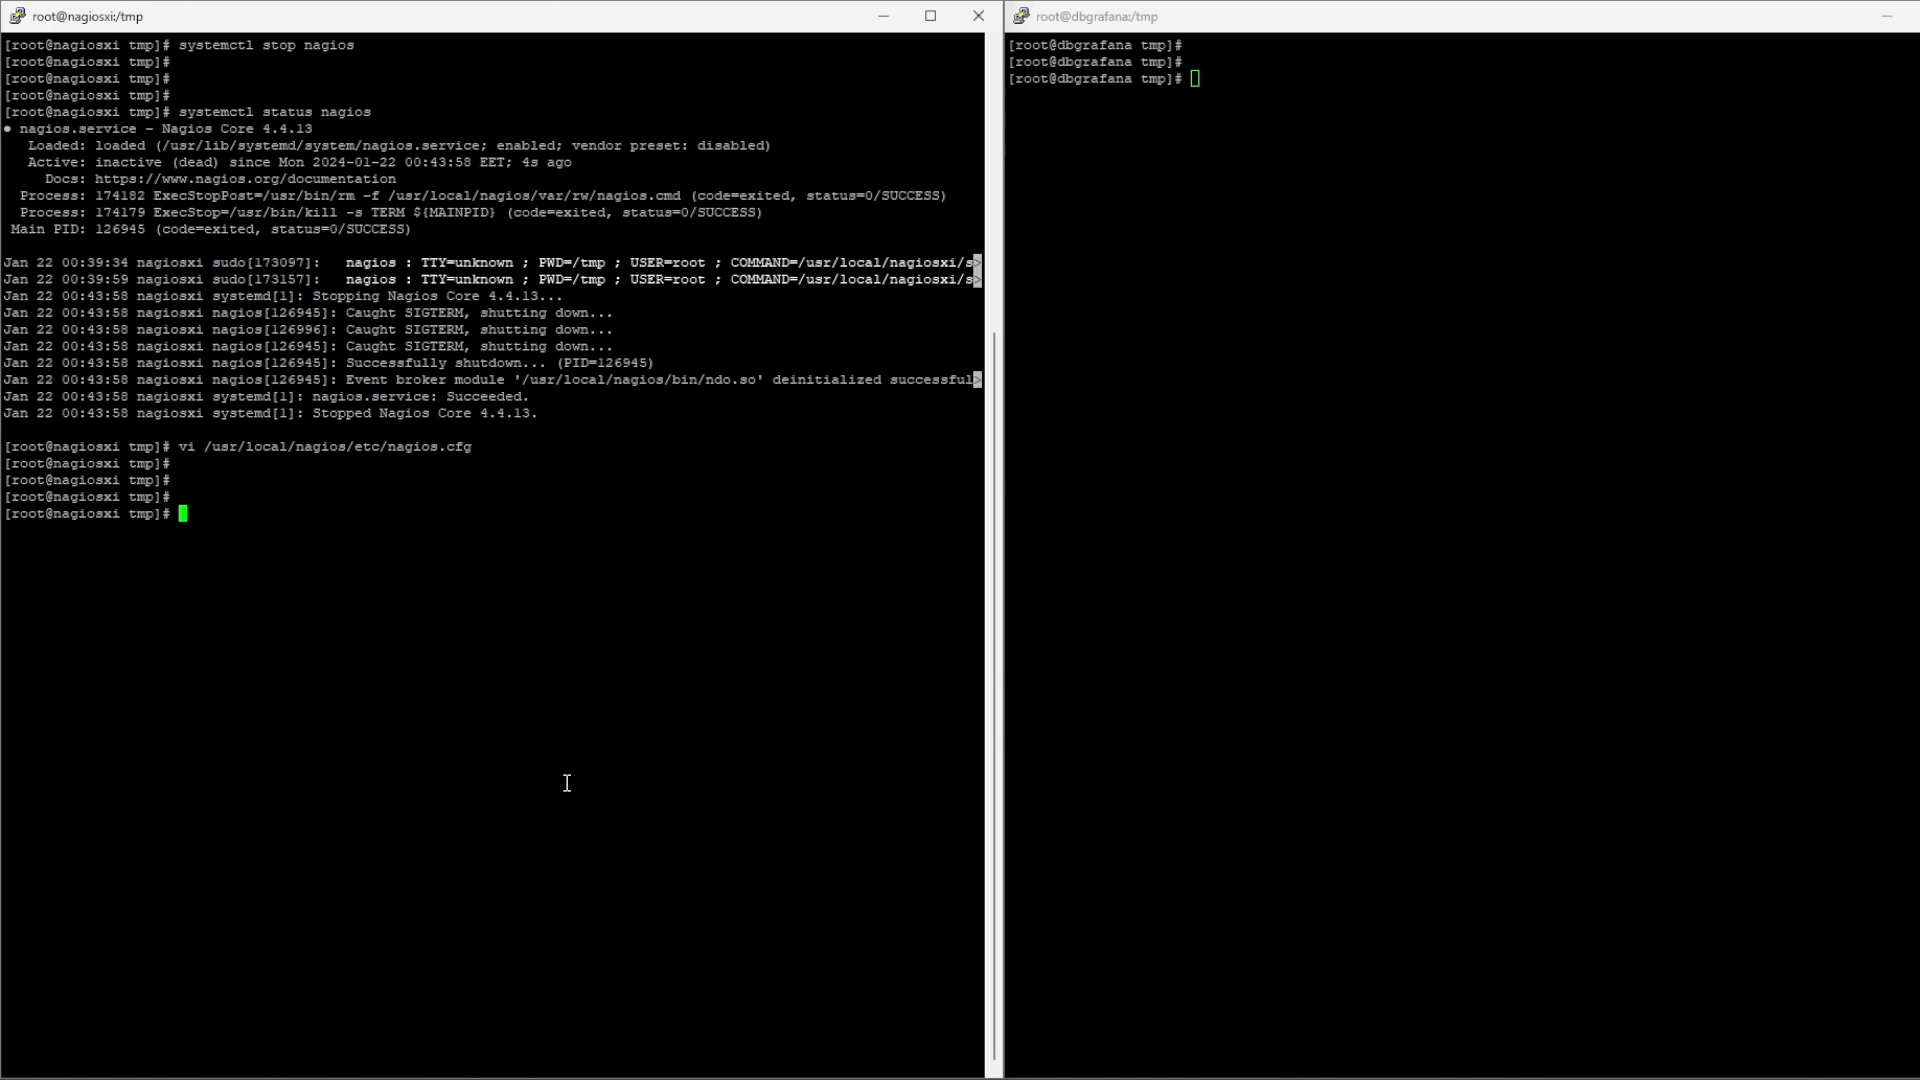 root@nagiosxi:/tmp
[root@nagiosxi tmp]# systemctl stop nagios
[root@nagiosxi tmp]#
[root@nagiosxi tmp]#
[root@nagiosxi tmp]#
[root@nagiosxi tmp]# systemctl status nagios
● nagios.service - Nagios Core 4.4.13
Loaded: loaded (/usr/lib/systemd/system/nagios.service; enabled; vendor preset: disabled)
Active: inactive (dead) since Mon 2024-01-22 00:43:58 EET; 4s ago
Docs: https://www.nagios.org/documentation
Process: 174182 ExecStopPost=/usr/bin/rm -f /usr/local/nagios/var/rw/nagios.cmd (code=exited, status=0/SUCCESS)
Process: 174179 ExecStop=/usr/bin/kill -s TERM ${MAINPID} (code=exited, status=0/SUCCESS)
Main PID: 126945 (code=exited, status=0/SUCCESS)
Jan 22 00:39:34 nagiosxi sudo[173097]: nagios : TTY=unknown ; PWD=/tmp ; USER=root ; COMMAND=/usr/local/nagiosxi/s>
Jan 22 00:39:59 nagiosxi sudo[173157]: nagios : TTY=unknown ; PWD=/tmp ; USER=root ; COMMAND=/usr/local/nagiosxi/s>
Jan 22 00:43:58 nagiosxi systemd[1]: Stopping Nagios Core 4.4.13...
Jan 22 00:43:58 nagiosxi nagios[126945]: Caught SIGTERM, shutting down...
Jan 22 00:43:58 nagiosxi nagios[126996]: Caught SIGTERM, shutting down...
Jan 22 00:43:58 nagiosxi nagios[126945]: Caught SIGTERM, shutting down...
Jan 22 00:43:58 nagiosxi nagios[126945]: Successfully shutdown... (PID=126945)
Jan 22 00:43:58 nagiosxi nagios[126945]: Event broker module '/usr/local/nagios/bin/ndo.so' deinitialized successful>
Jan 22 00:43:58 nagiosxi systemd[1]: nagios.service: Succeeded.
Jan 22 00:43:58 nagiosxi systemd[1]: Stopped Nagios Core 4.4.13.
[root@nagiosxi tmp]# vi /usr/local/nagios/etc/nagios.cfg
[root@nagiosxi tmp]#
[root@nagiosxi tmp]#
[root@nagiosxi tmp]#
[root@nagiosxi tmp]#
root@dbgrafana:/tmp
[root@dbgrafana tmp]#
[root@dbgrafana tmp]#
[root@dbgrafana tmp]#